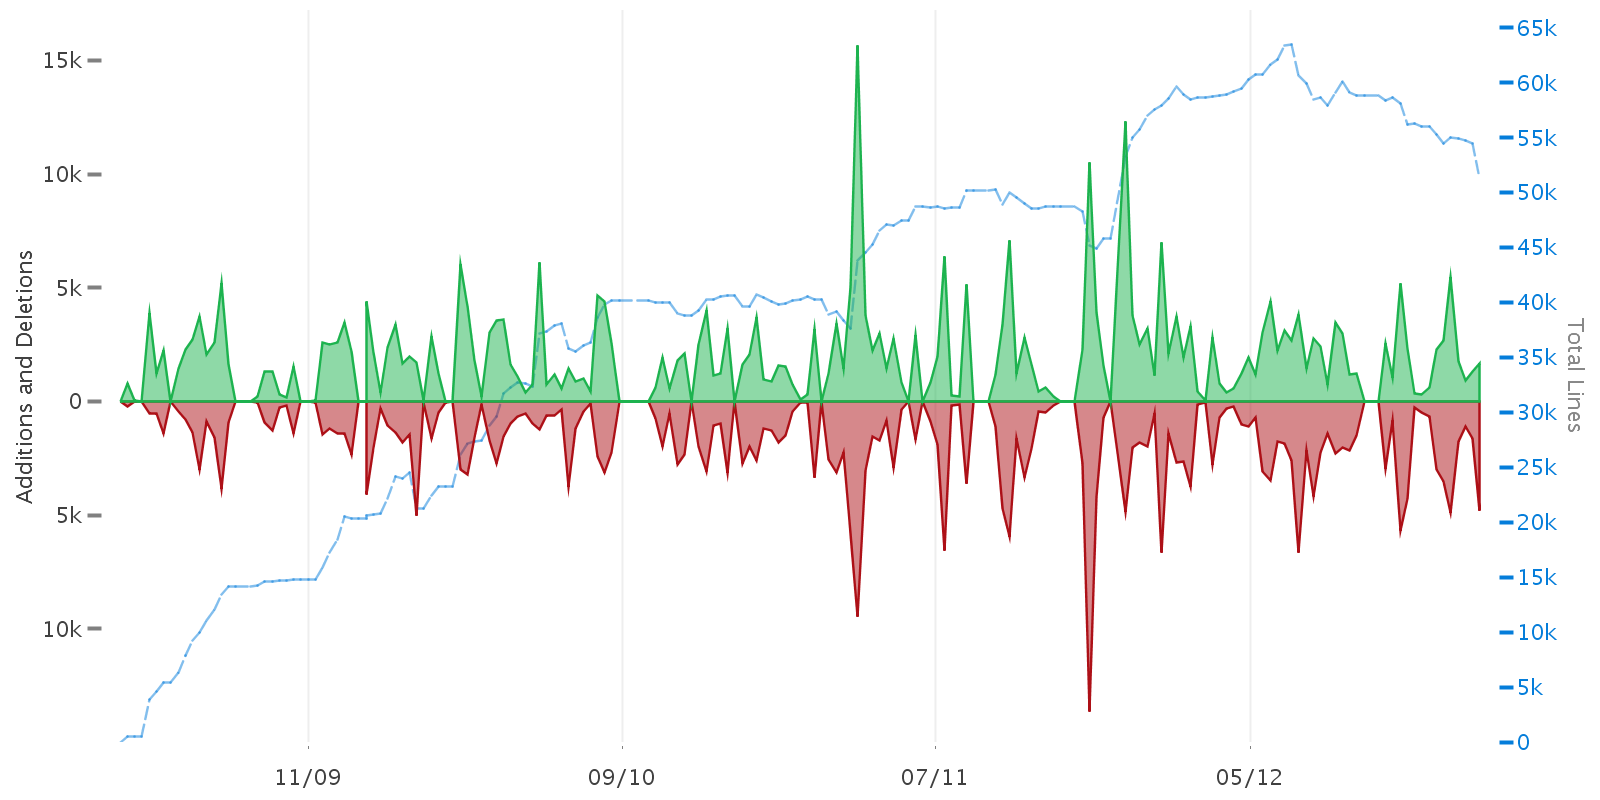 Additions and Deletions
15k
10k
5k
0
5k
10k
65k
60k
55k
50k
45k
40k
35k
30k
25k
20k
15k
10k
5k
0
Total Lines
11/09
09/10
07/11
05/12